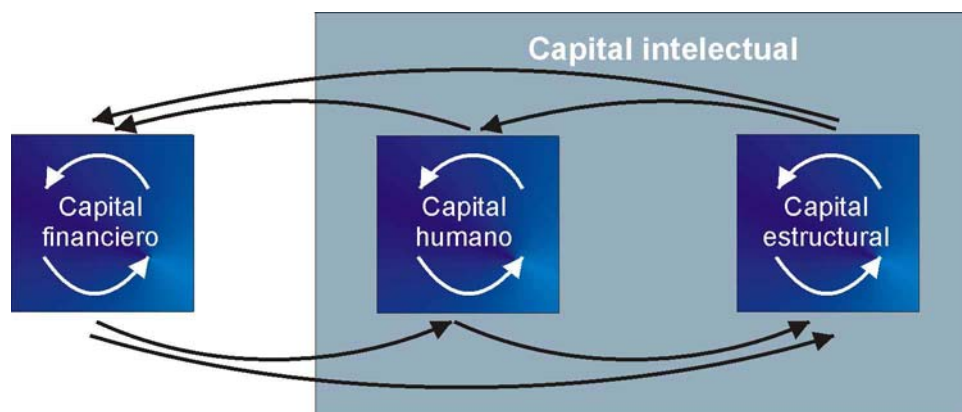 Capital intelectual
Capital
financiero
Capital
humano
Capital
estructural